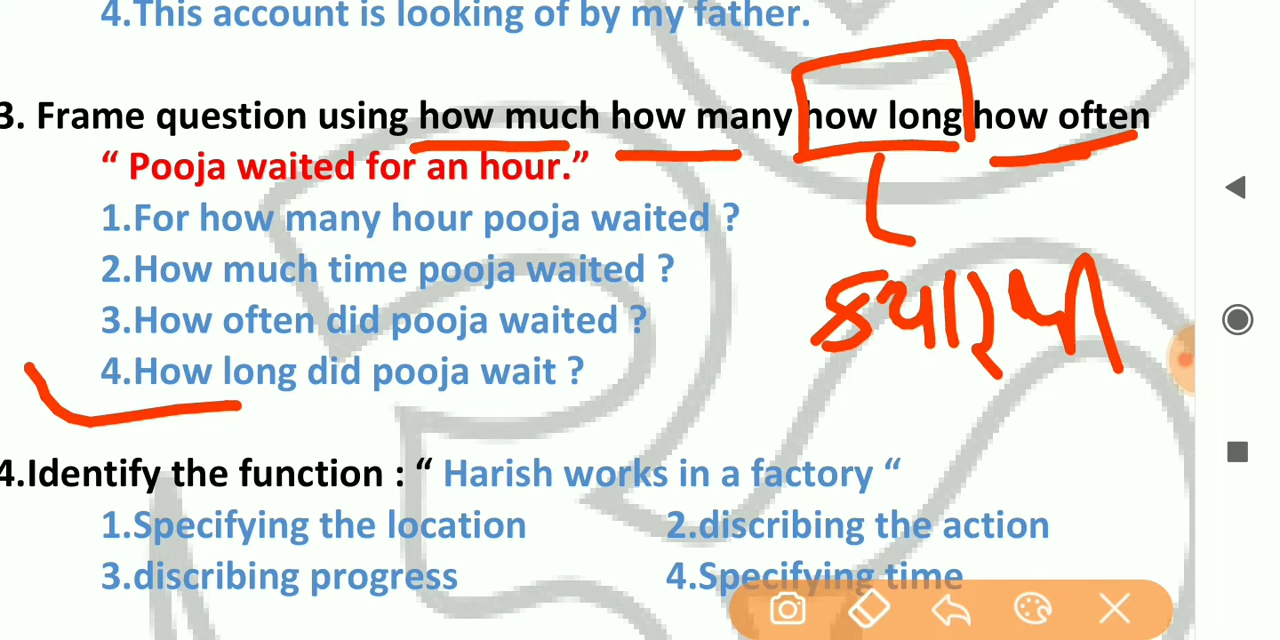 4.This account is looking of by my father.
3. Frame question using how much how many how long how often
“ Pooja waited for an hour.”
1.For how many hour pooja waited ?
2.How much time pooja waited ?
3.How often did pooja waited ?
4.How long did pooja wait ?
ક્યારથી
4.Identify the function : “ Harish works in a factory “
1.Specifying the location 2.discribing the action
3.discribing progress 4.Specifying time